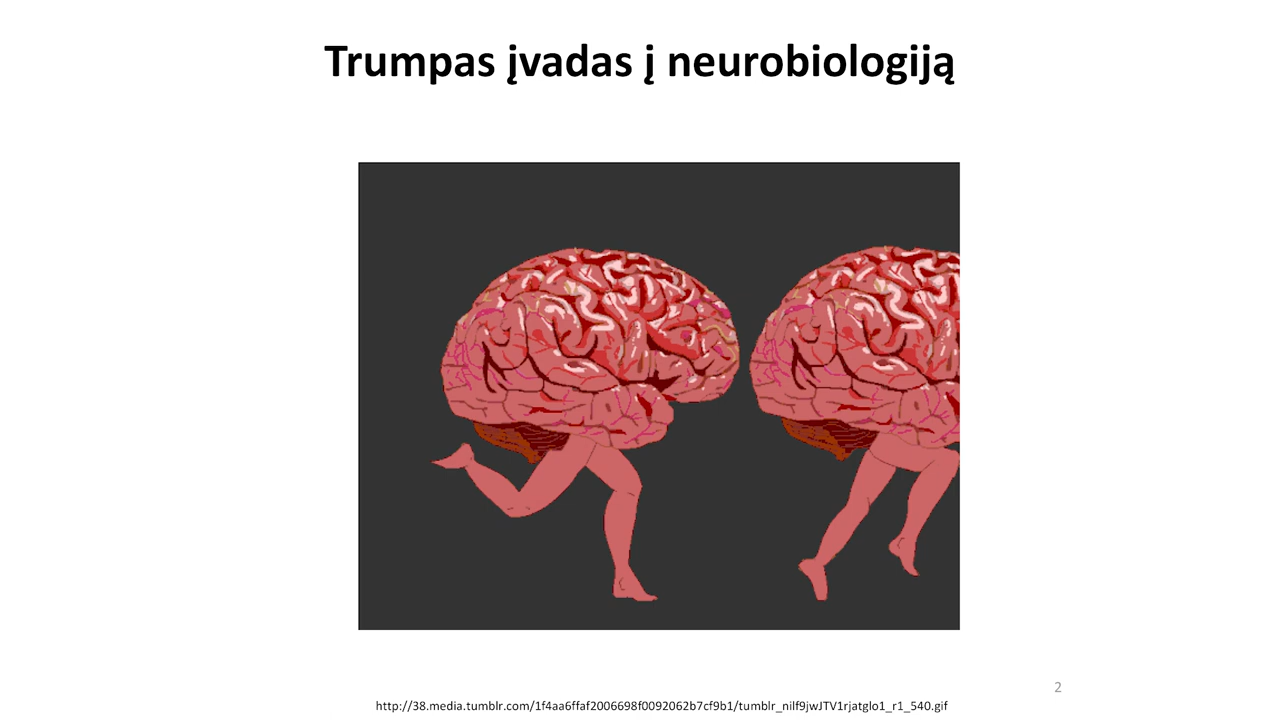 Trumpas įvadas į neurobiologiją
2
http://38.media.tumblr.com/1f4aa6ffaf2006698f0092062b7cf9b1/tumblr_nilf9jwJTV1rjatglo1_r1_540.gif